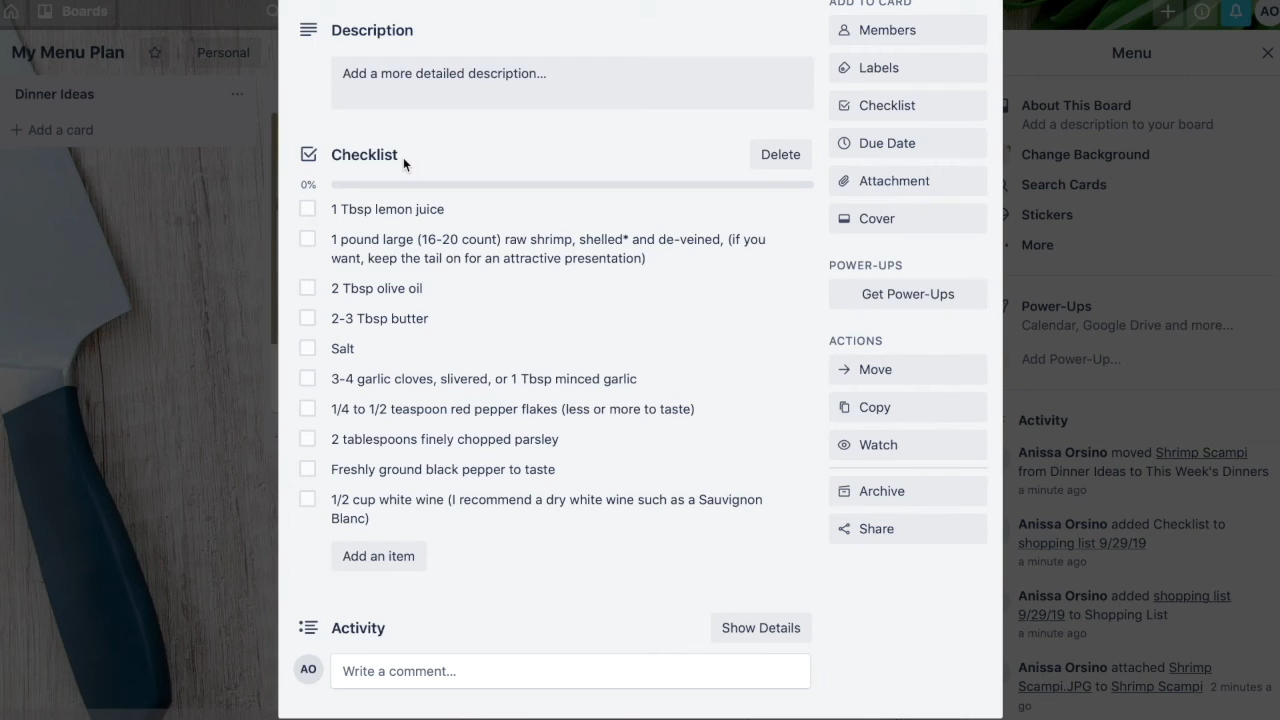 Boards
AO
My Menu Plan
Personal
Dinner Ideas
+ Add a card
Description
Add a more detailed description...
Checklist
Delete
0%
1 Tbsp lemon juice
1 pound large (16-20 count) raw shrimp, shelled* and de-veined, (if you
want, keep the tail on for an attractive presentation)
2 Tbsp olive oil
2-3 Tbsp butter
Salt
3-4 garlic cloves, slivered, or 1 Tbsp minced garlic
1/4 to 1/2 teaspoon red pepper flakes (less or more to taste)
2 tablespoons finely chopped parsley
Freshly ground black pepper to taste
1/2 cup white wine (I recommend a dry white wine such as a Sauvignon
Blanc)
Add an item
Activity
Show Details
AO
Write a comment...
ADD TO CARD
Members
Labels
Checklist
Due Date
Attachment
Cover
POWER-UPS
Get Power-Ups
ACTIONS
Move
Copy
Watch
Archive
Share
Menu
About This Board
Add a description to your board
Change Background
Search Cards
Stickers
More
Power-Ups
Calendar, Google Drive and more...
Add Power-Up...
Activity
Anissa Orsino moved Shrimp Scampi
from Dinner Ideas to This Week's Dinners
a minute ago
Anissa Orsino added Checklist to
shopping list 9/29/19
a minute ago
Anissa Orsino added shopping list
9/29/19 to Shopping List
a minute ago
Anissa Orsino attached Shrimp
Scampi.JPG to Shrimp Scampi 2 minutes a
go